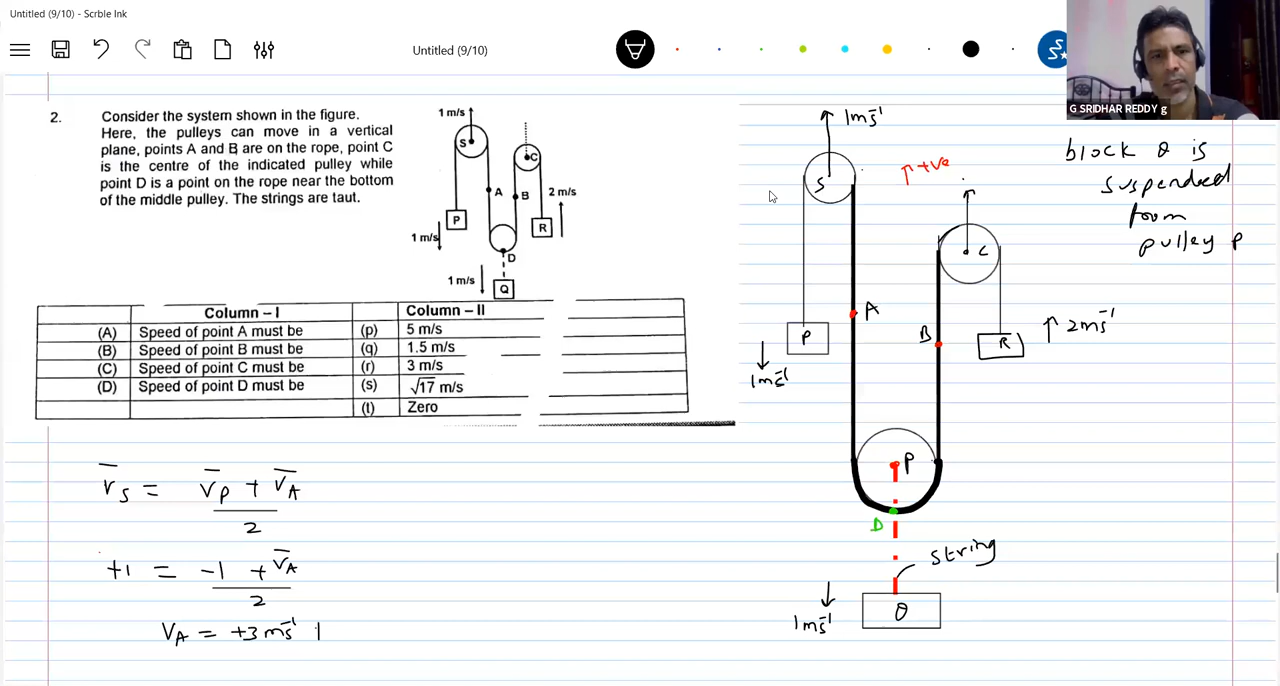 Untitled (9/10) - Scrble Ink
Untitled (9/10)
G SRIDHAR REDDY g
2. Consider the system shown in the figure.
Here, the pulleys can move in a vertical
plane, points A and B are on the rope, point C
is the centre of the indicated pulley while
point D is a point on the rope near the bottom
of the middle pulley. The strings are taut.
1 m/s
S
C
A
B
2 m/s
P
R
1 m/s
D
1 m/s
Q
Column – I
Column – II
(A) Speed of point A must be (p) 5 m/s
(B) Speed of point B must be (q) 1.5 m/s
(C) Speed of point C must be (r) 3 m/s
(D) Speed of point D must be (s) √17 m/s
(t) Zero
v̅s = v̅p + v̅A
2
+1 = -1 + v̅A
2
VA = +3 ms⁻¹
1ms⁻¹
S
↑+ve
C
A
B
P
R
↑ 2ms⁻¹
1ms⁻¹
P
D
string
1ms⁻¹
Q
block Q is
suspended
from
pulley P